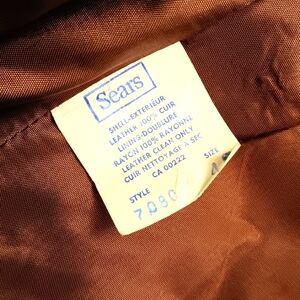 Sears
SHELL-EXTERIEUR
LEATHER 100% CUIR
LINING-DOUBLURE
RAYON 100% RAYONNE
LEATHER CLEAN ONLY
CUIR NETTOYAGE A SEC
CA 00222
STYLE SIZE